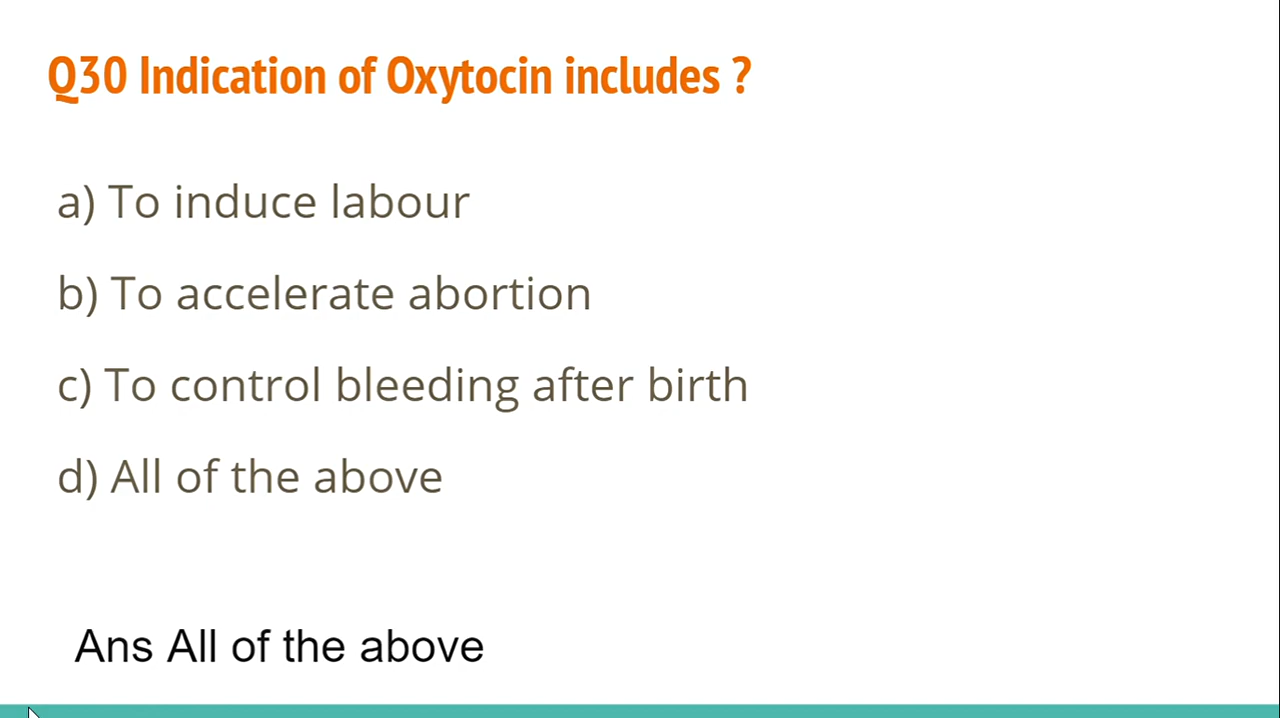 Q30 Indication of Oxytocin includes ?
a) To induce labour
b) To accelerate abortion
c) To control bleeding after birth
d) All of the above
Ans All of the above